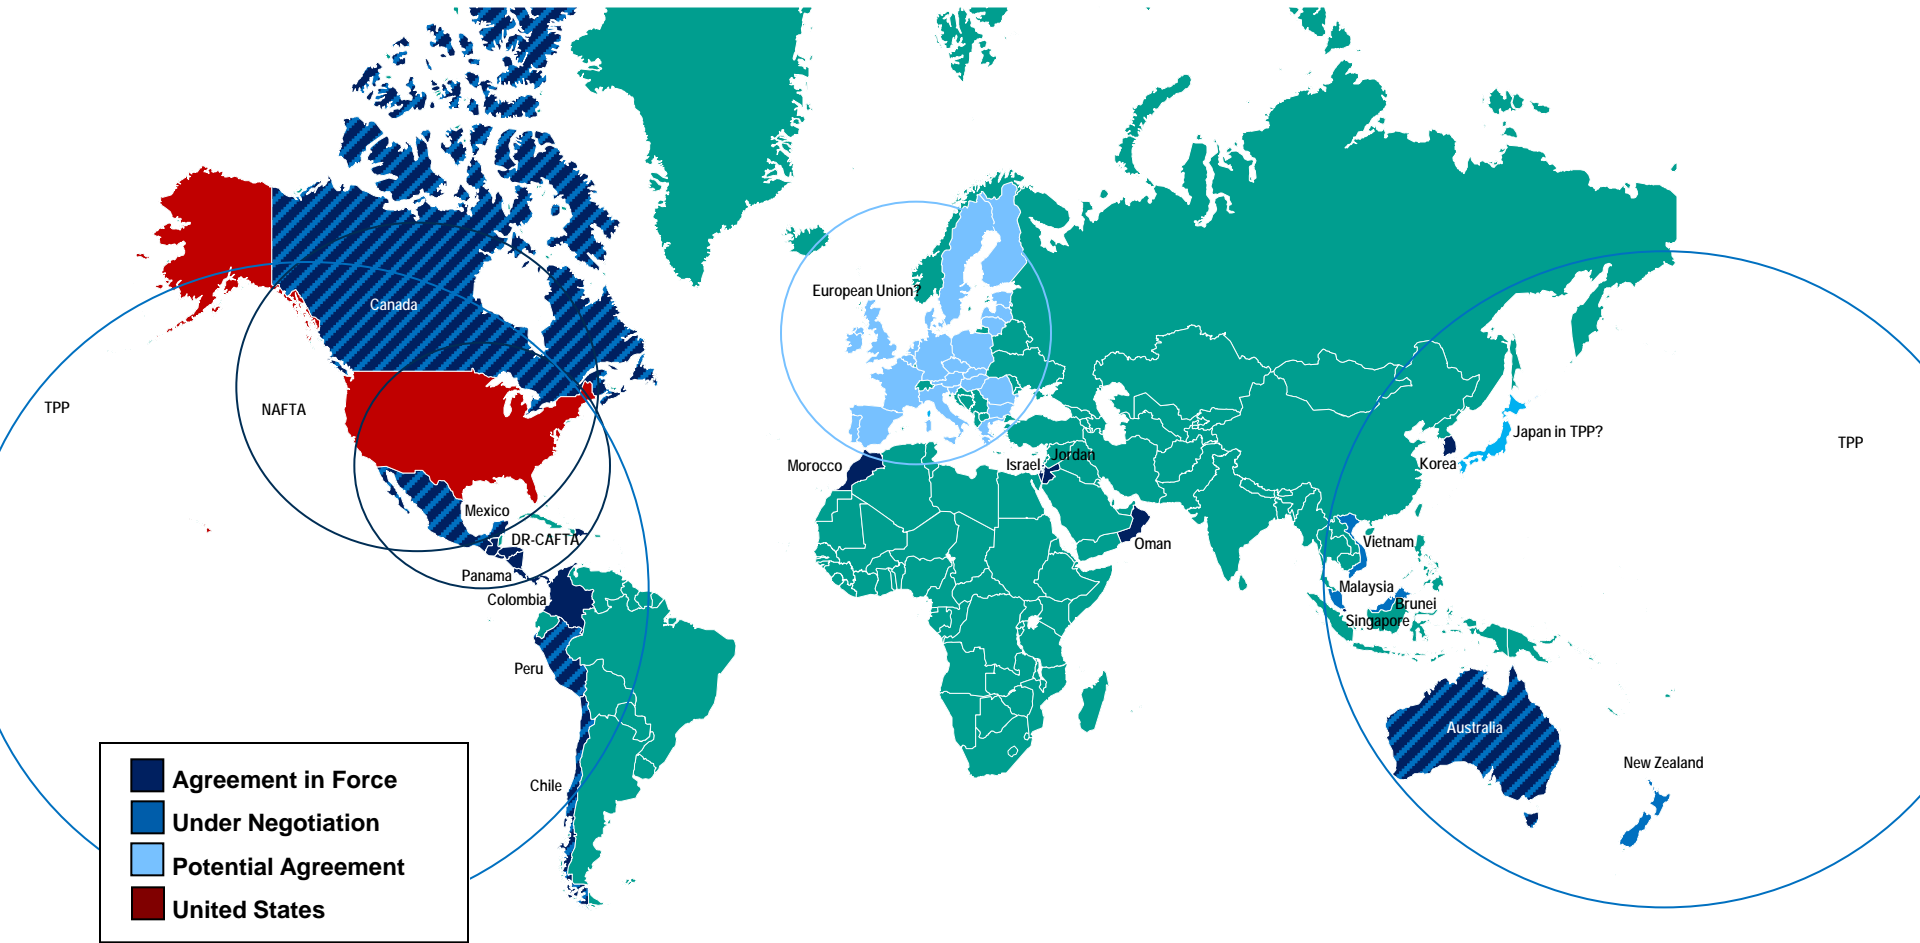 European Union?
Canada
TPP
NAFTA
Japan in TPP?
TPP
Jordan
Morocco
Israel
Korea
Mexico
DR-CAFTA
Vietnam
Oman
Panama
Malaysia
Colombia
Brunei
Singapore
Peru
Australia
New Zealand
Chile
Agreement in Force
Under Negotiation
Potential Agreement
United States